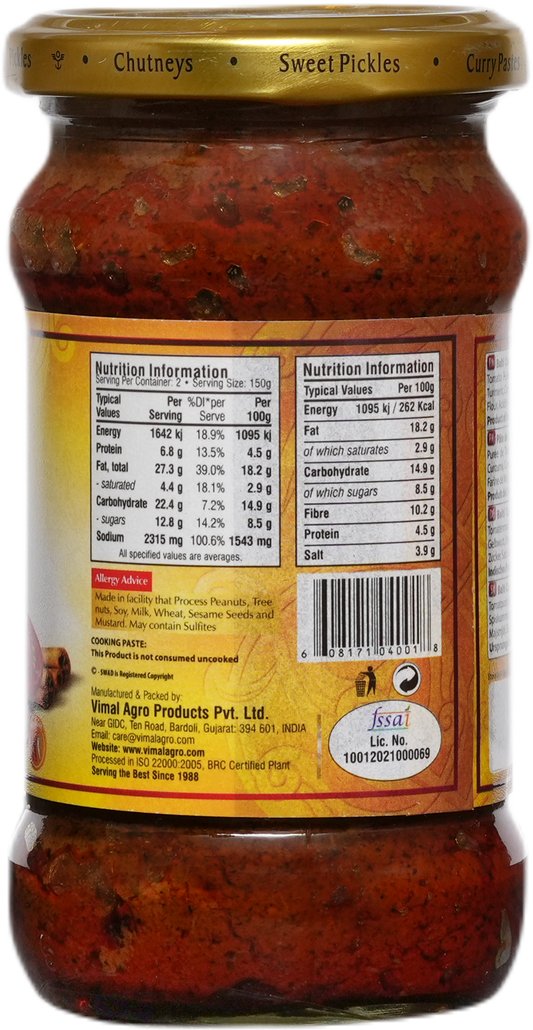 Chutneys • Sweet Pickles • Curry
Nutrition Information
Serving Per Container: 2 • Serving Size: 150g
Typical Values Per Serving %DI*per Serve Per 100g
Energy 1642 kj 18.9% 1095 kj
Protein 6.8 g 13.5% 4.5 g
Fat, total 27.3 g 39.0% 18.2 g
- saturated 4.4 g 18.1% 2.9 g
Carbohydrate 22.4 g 7.2% 14.9 g
- sugars 12.8 g 14.2% 8.5 g
Sodium 2315 mg 100.6% 1543 mg
All specified values are averages.
Nutrition Information
Typical Values Per 100g
Energy 1095 kj / 262 Kcal
Fat 18.2 g
of which saturates 2.9 g
Carbohydrate 14.9 g
of which sugars 8.5 g
Fibre 10.2 g
Protein 4.5 g
Salt 3.9 g
Allergy Advice
Made in facility that Process Peanuts, Tree
nuts, Soy, Milk, Wheat, Sesame Seeds and
Mustard. May contain Sulfites
COOKING PASTE:
This Product is not consumed uncooked
© - SWAD is Registered Copyright
Manufactured & Packed by:
Vimal Agro Products Pvt. Ltd.
Near GIDC, Ten Road, Bardoli, Gujarat: 394 601, INDIA
Email: care@vimalagro.com
Website: www.vimalagro.com
Processed in ISO 22000:2005, BRC Certified Plant
Serving the Best Since 1988
6 08171 04001 8
fssai
Lic. No.
10012021000069